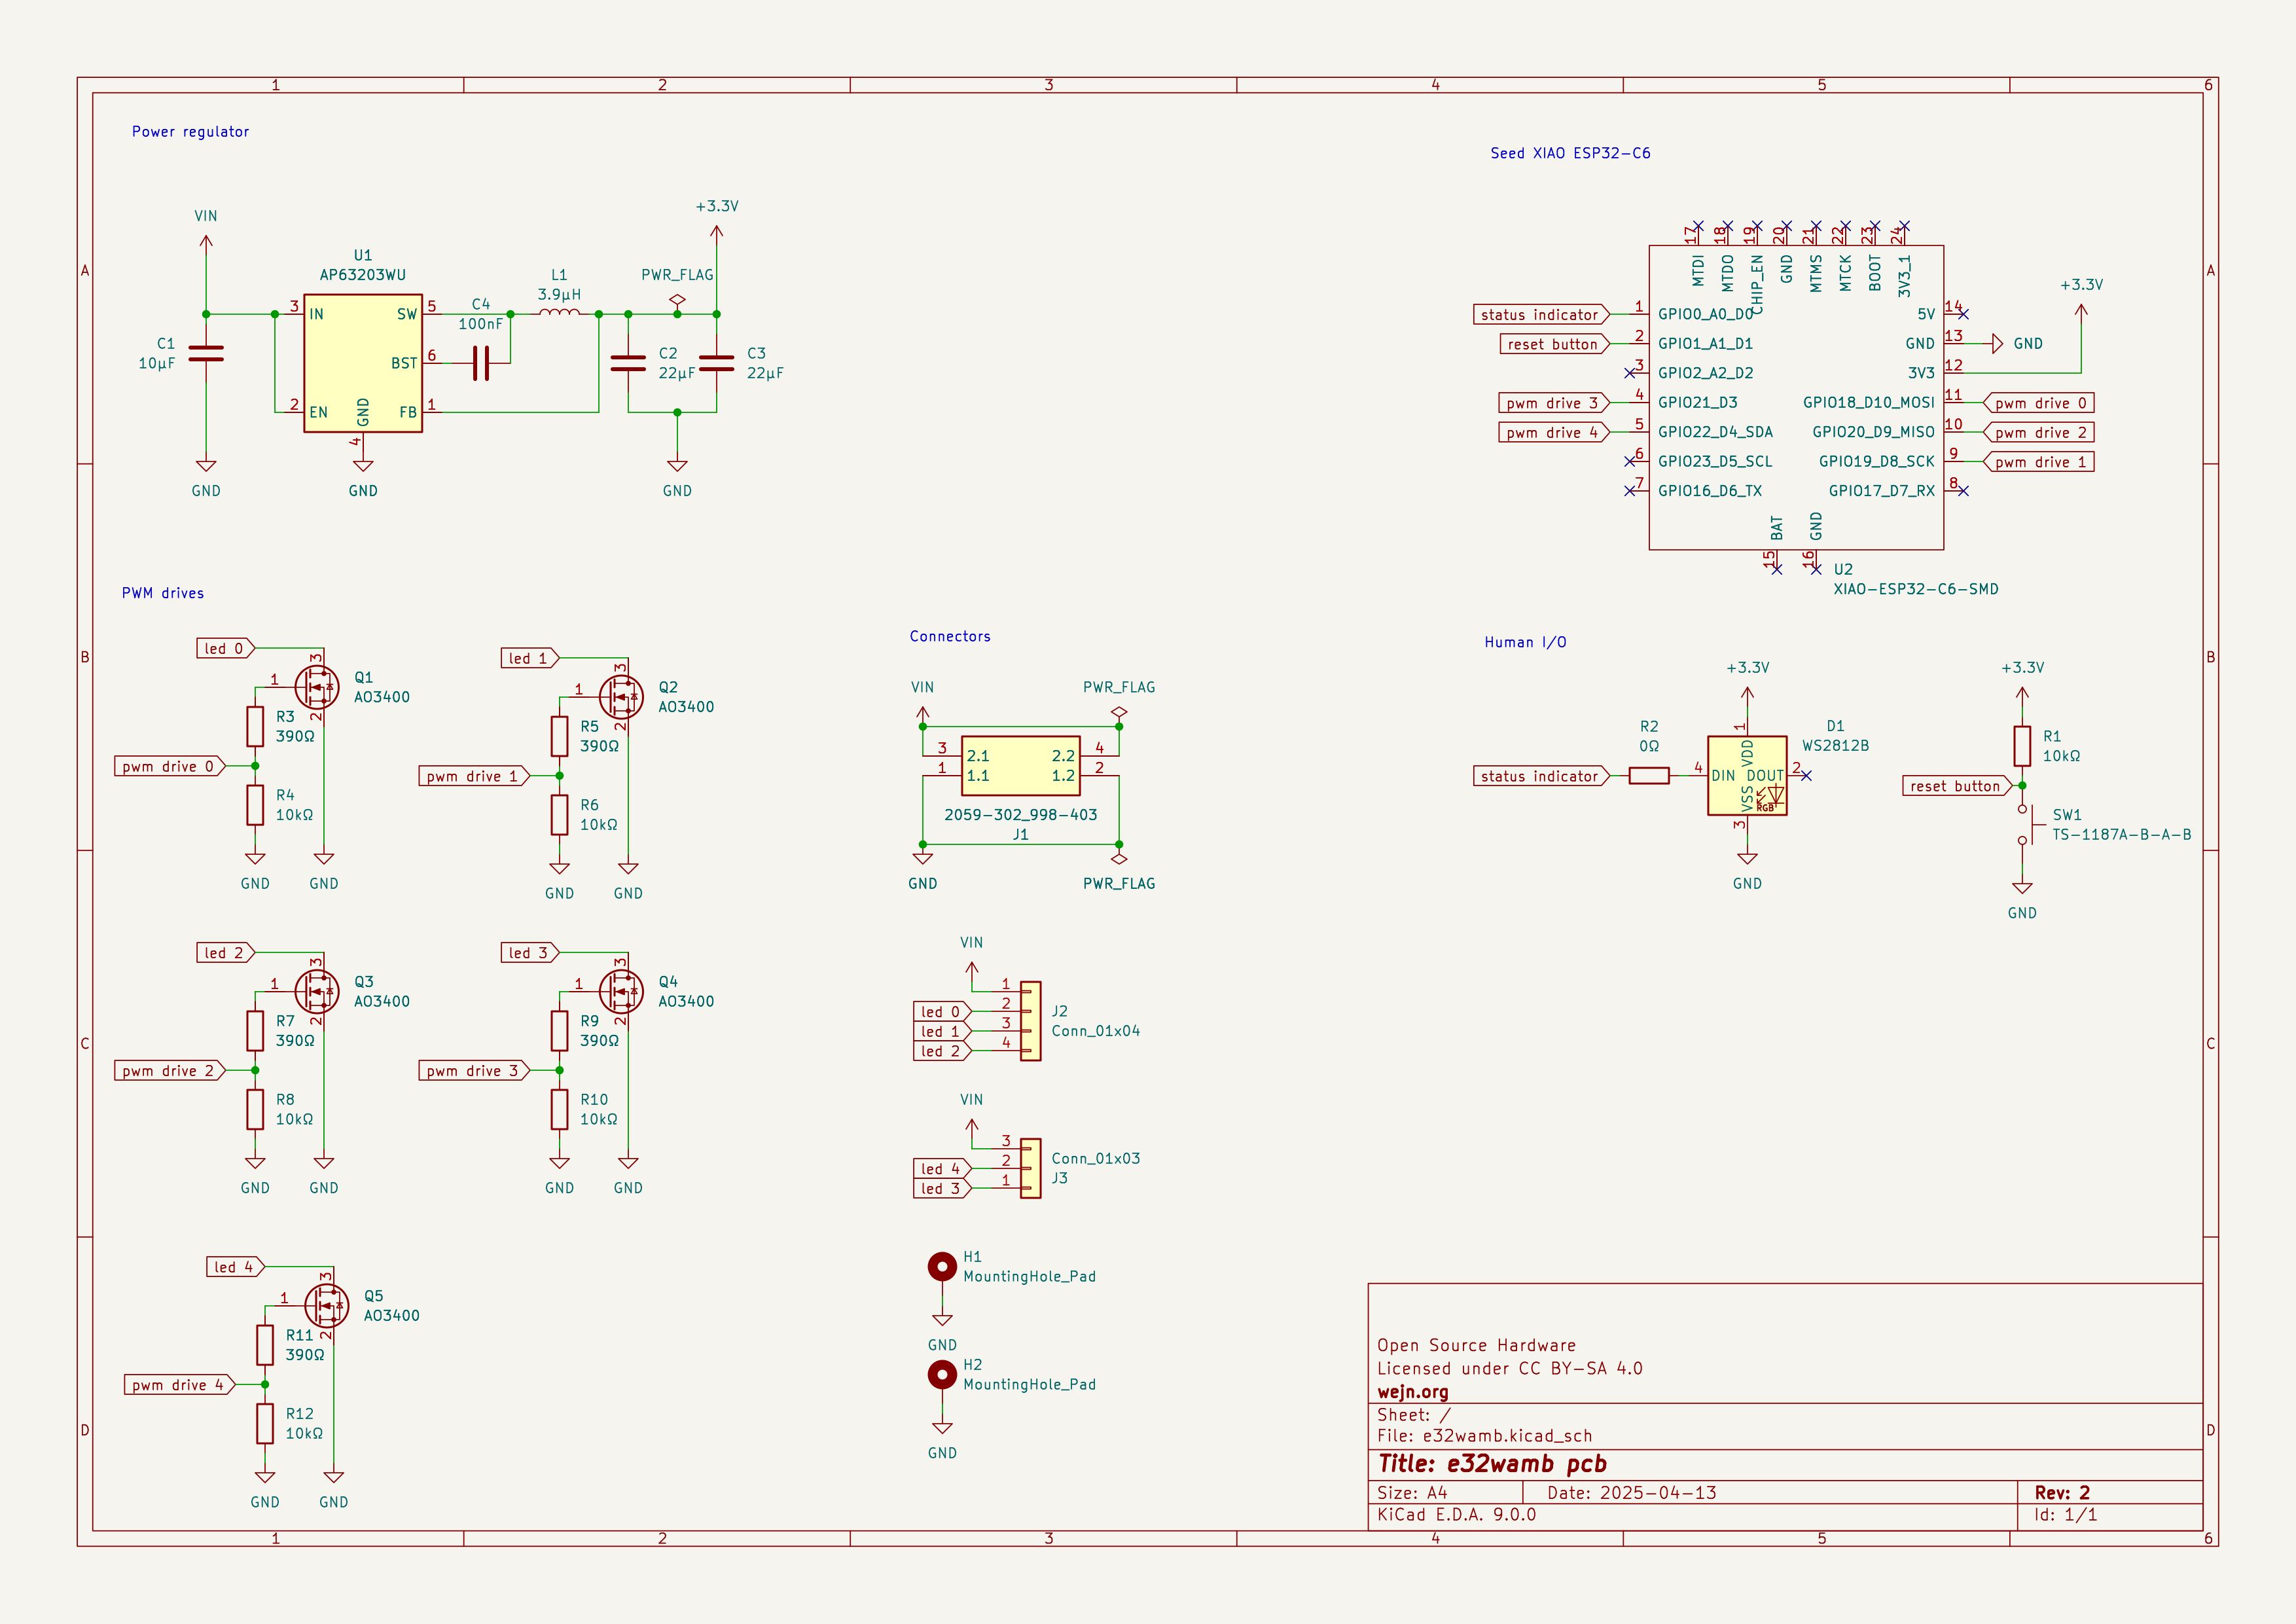 1 2 3 4 5 6
A
B
C
D
A
B
C
D
1 2 3 4 5 6
Power regulator
VIN
U1
AP63203WU
3 IN
2 EN
SW 5
BST 6
FB 1
GND
4
C1
10µF
GND
GND
C4
100nF
L1
3.9µH
PWR_FLAG
+3.3V
C2
22µF
C3
22µF
GND
Seed XIAO ESP32-C6
17 18 19 20 21 22 23 24
MTDI MTDO CHIP_EN GND MTMS MTCK BOOT 3V3_1
status indicator 1 GPIO0_A0_D0
reset button 2 GPIO1_A1_D1
3 GPIO2_A2_D2
pwm drive 3 4 GPIO21_D3
pwm drive 4 5 GPIO22_D4_SDA
6 GPIO23_D5_SCL
7 GPIO16_D6_TX
5V 14
GND 13 GND
3V3 12
+3.3V
GPIO18_D10_MOSI 11 pwm drive 0
GPIO20_D9_MISO 10 pwm drive 2
GPIO19_D8_SCK 9 pwm drive 1
GPIO17_D7_RX 8
BAT GND
15 16
U2
XIAO-ESP32-C6-SMD
PWM drives
led 0
3
1
2
Q1
AO3400
R3
390Ω
pwm drive 0
R4
10kΩ
GND GND
led 1
3
1
2
Q2
AO3400
R5
390Ω
pwm drive 1
R6
10kΩ
GND GND
led 2
3
1
2
Q3
AO3400
R7
390Ω
pwm drive 2
R8
10kΩ
GND GND
led 3
3
1
2
Q4
AO3400
R9
390Ω
pwm drive 3
R10
10kΩ
GND GND
led 4
3
1
2
Q5
AO3400
R11
390Ω
pwm drive 4
R12
10kΩ
GND GND
Connectors
VIN PWR_FLAG
3 2.1 2.2 4
1 1.1 1.2 2
2059-302_998-403
J1
GND PWR_FLAG
VIN
1
led 0 2
led 1 3
led 2 4
J2
Conn_01x04
VIN
3
led 4 2
led 3 1
Conn_01x03
J3
H1
MountingHole_Pad
GND
H2
MountingHole_Pad
GND
Human I/O
+3.3V
R2
0Ω
status indicator
D1
WS2812B
1
VDD
4 DIN DOUT 2
VSS
RGB
3
GND
+3.3V
R1
10kΩ
reset button
SW1
TS-1187A-B-A-B
GND
Open Source Hardware
Licensed under CC BY-SA 4.0
wejn.org
Sheet: /
File: e32wamb.kicad_sch
Title: e32wamb pcb
Size: A4 Date: 2025-04-13 Rev: 2
KiCad E.D.A. 9.0.0 Id: 1/1